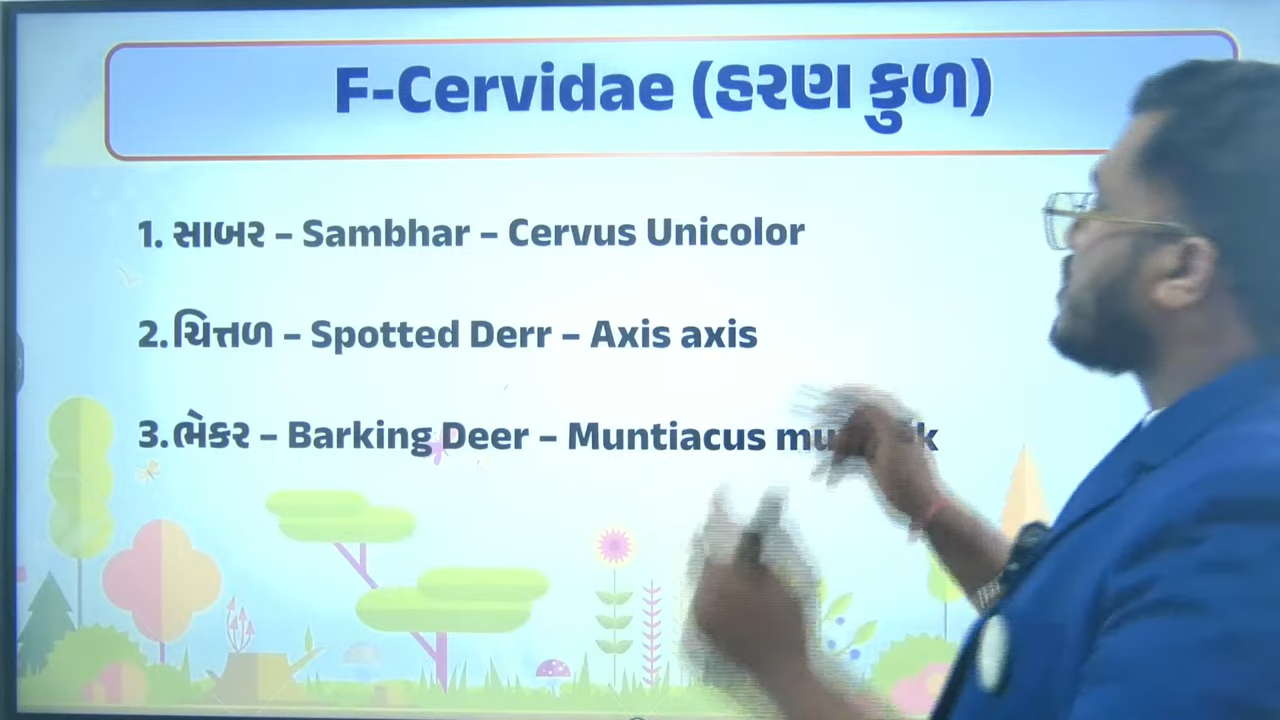 F-Cervidae (હરણ કુળ)
1. સાબર – Sambhar – Cervus Unicolor
2. ચિત્તળ – Spotted Derr – Axis axis
3. ભેકર – Barking Deer – Muntiacus